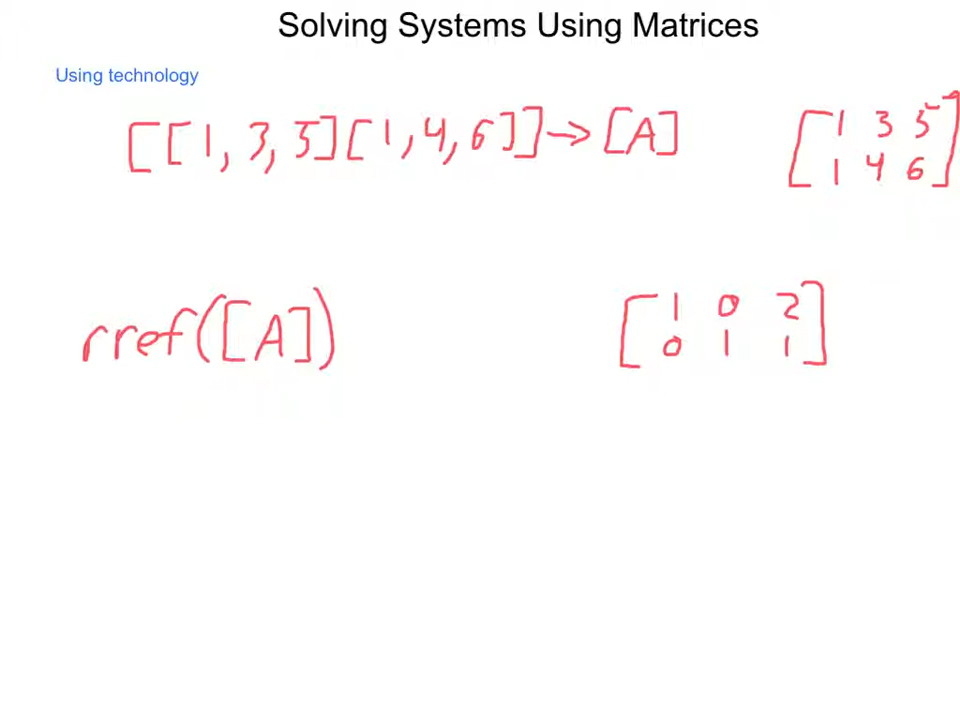 Solving Systems Using Matrices
Using technology
[[1,3,5][1,4,6]]→[A]
[1 3 5
1 4 6]
rref([A])
[1 0 2
0 1 1]